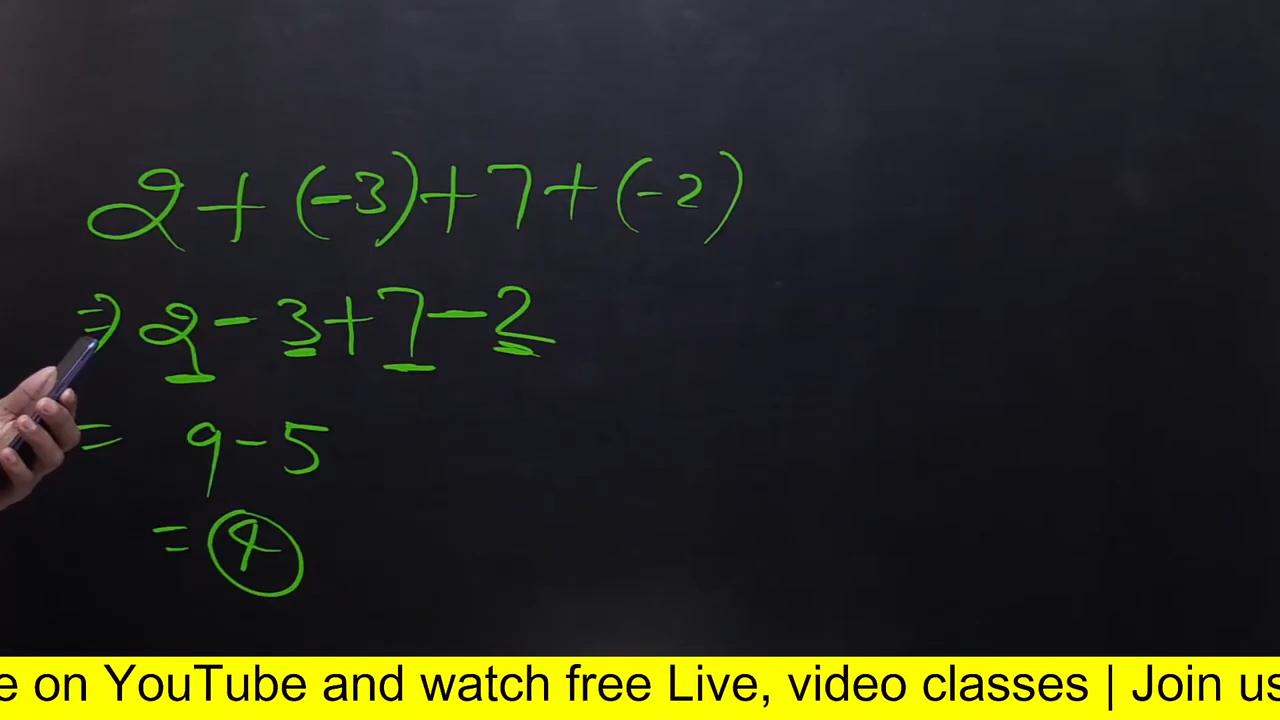 2 + (-3) + 7 + (-2)
⇒ 2 - 3 + 7 - 2
= 9 - 5
= 4
e on YouTube and watch free Live, video classes | Join us